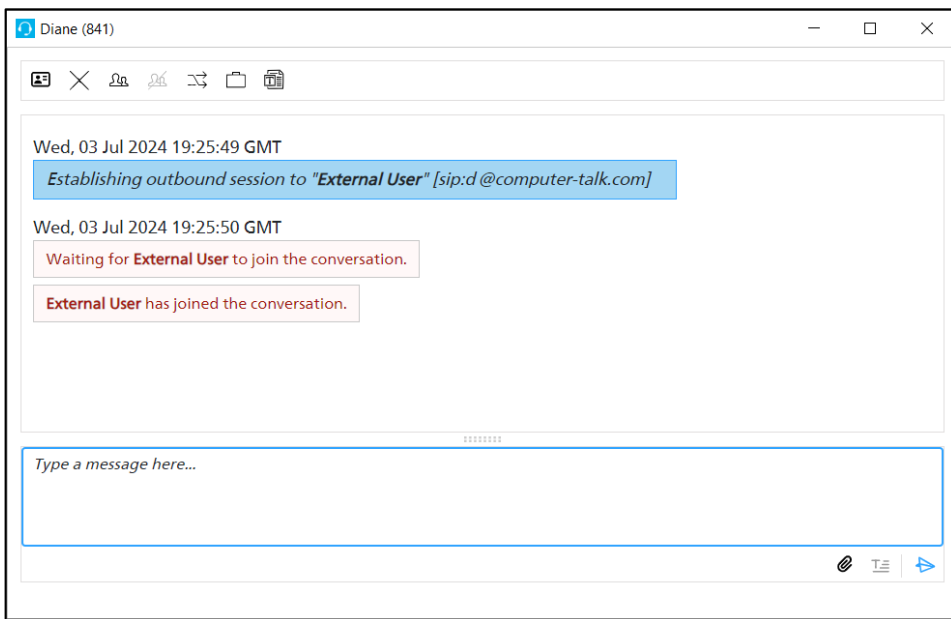 Diane (841)
Wed, 03 Jul 2024 19:25:49 GMT
Establishing outbound session to "External User" [sip:d @computer-talk.com]
Wed, 03 Jul 2024 19:25:50 GMT
Waiting for External User to join the conversation.
External User has joined the conversation.
Type a message here...